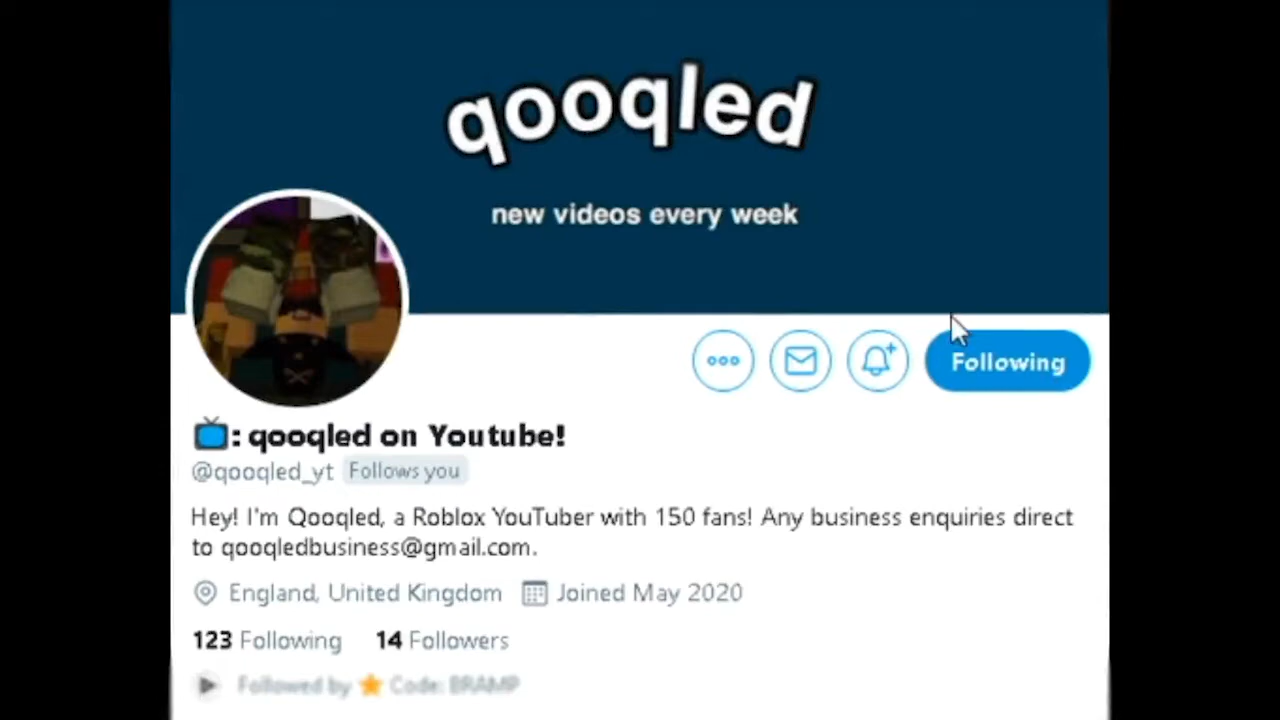 qooqled
new videos every week
Following
: qooqled on Youtube!
@qooqled_yt Follows you
Hey! I'm Qooqled, a Roblox YouTuber with 150 fans! Any business enquiries direct
to qooqledbusiness@gmail.com.
England, United Kingdom Joined May 2020
123 Following 14 Followers
Followed by ⭐ Code: BRAMP